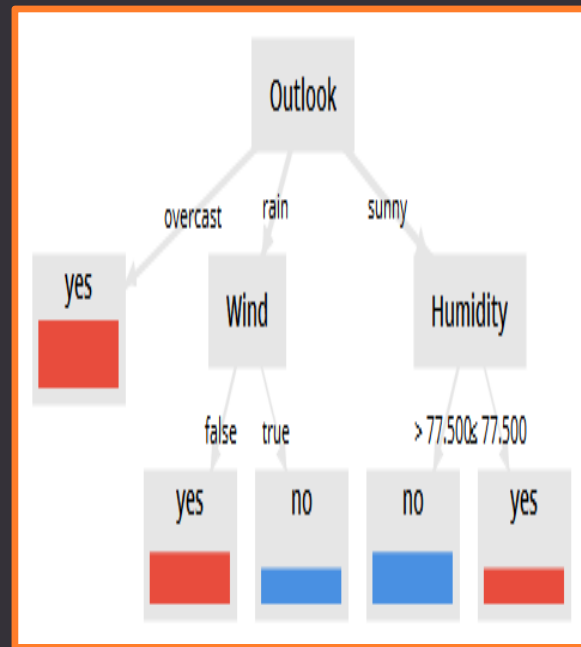 Outlook
overcast
rain
sunny
yes
Wind
Humidity
false
true
> 77.500
≤ 77.500
yes
no
no
yes